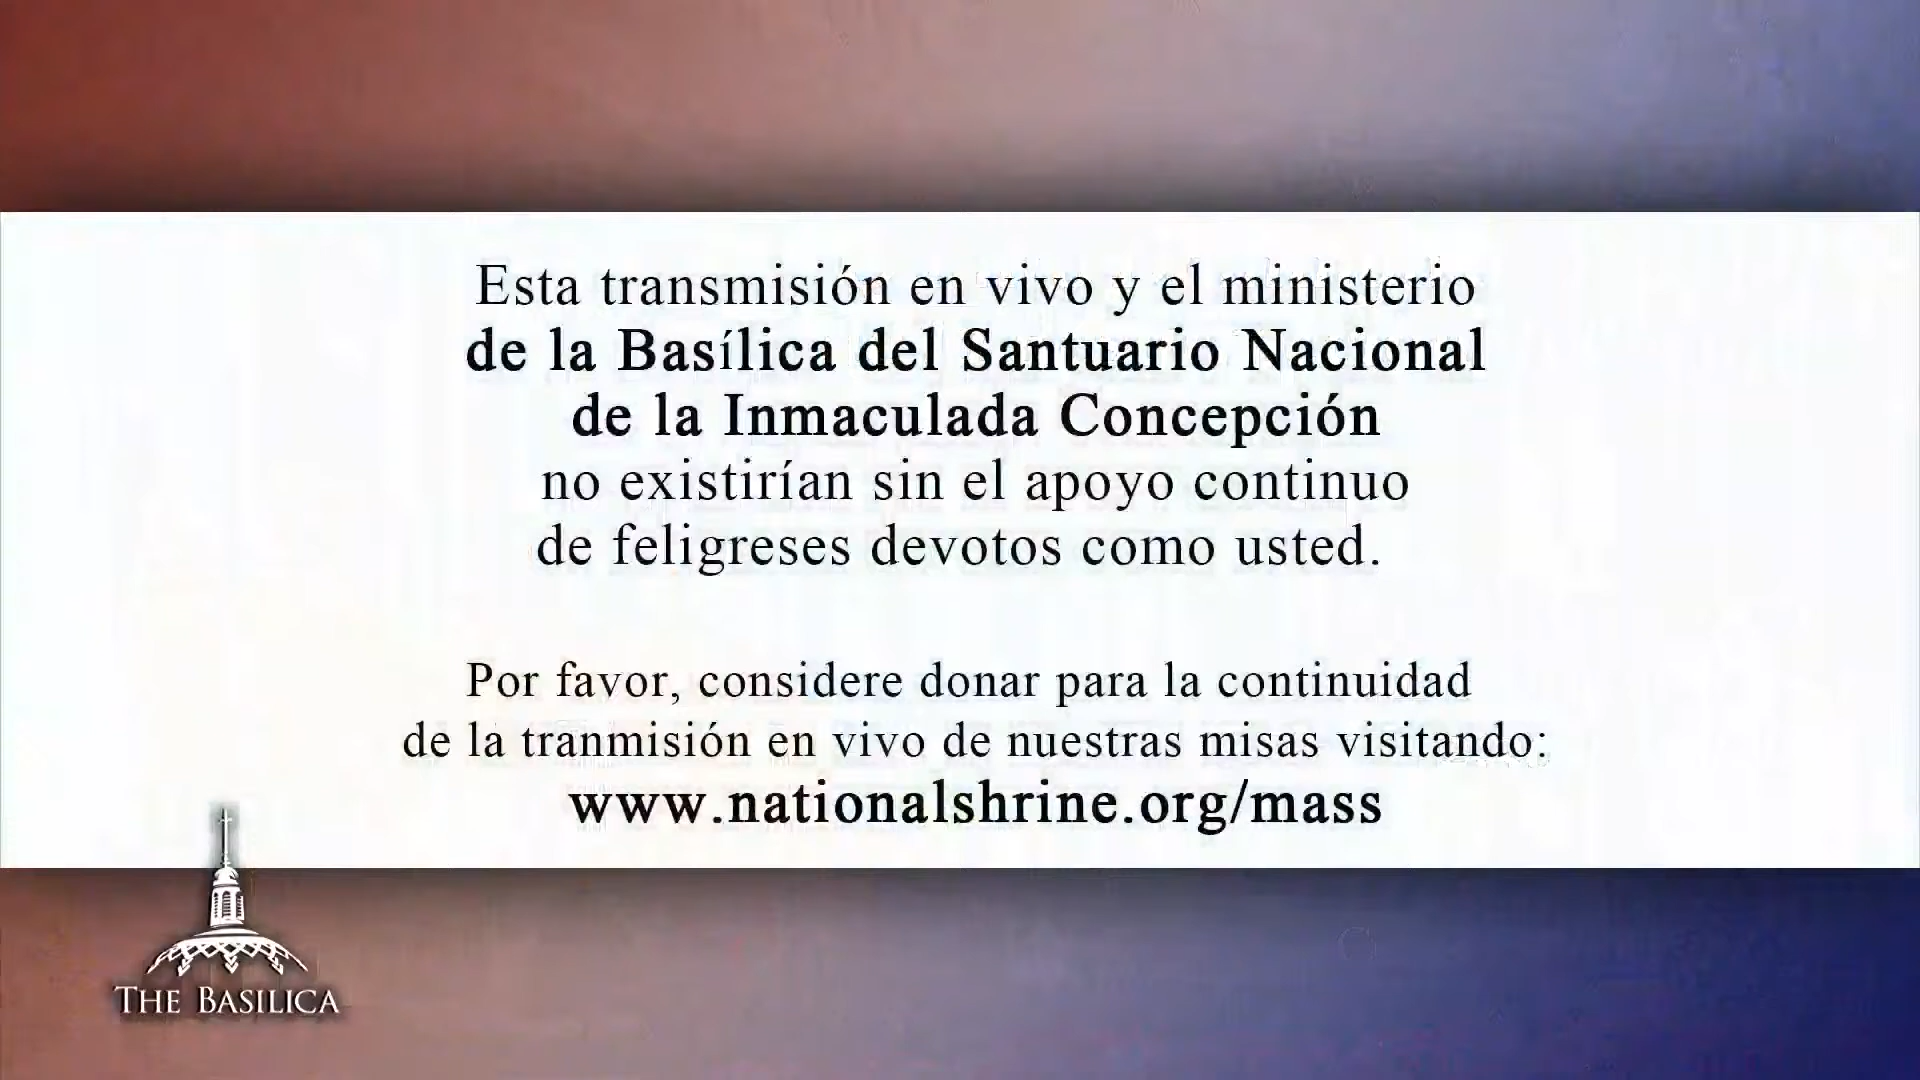 Esta transmisión en vivo y el ministerio
de la Basílica del Santuario Nacional
de la Inmaculada Concepción
no existirían sin el apoyo continuo
de feligreses devotos como usted.
Por favor, considere donar para la continuidad
de la tranmisión en vivo de nuestras misas visitando:
www.nationalshrine.org/mass
THE BASILICA